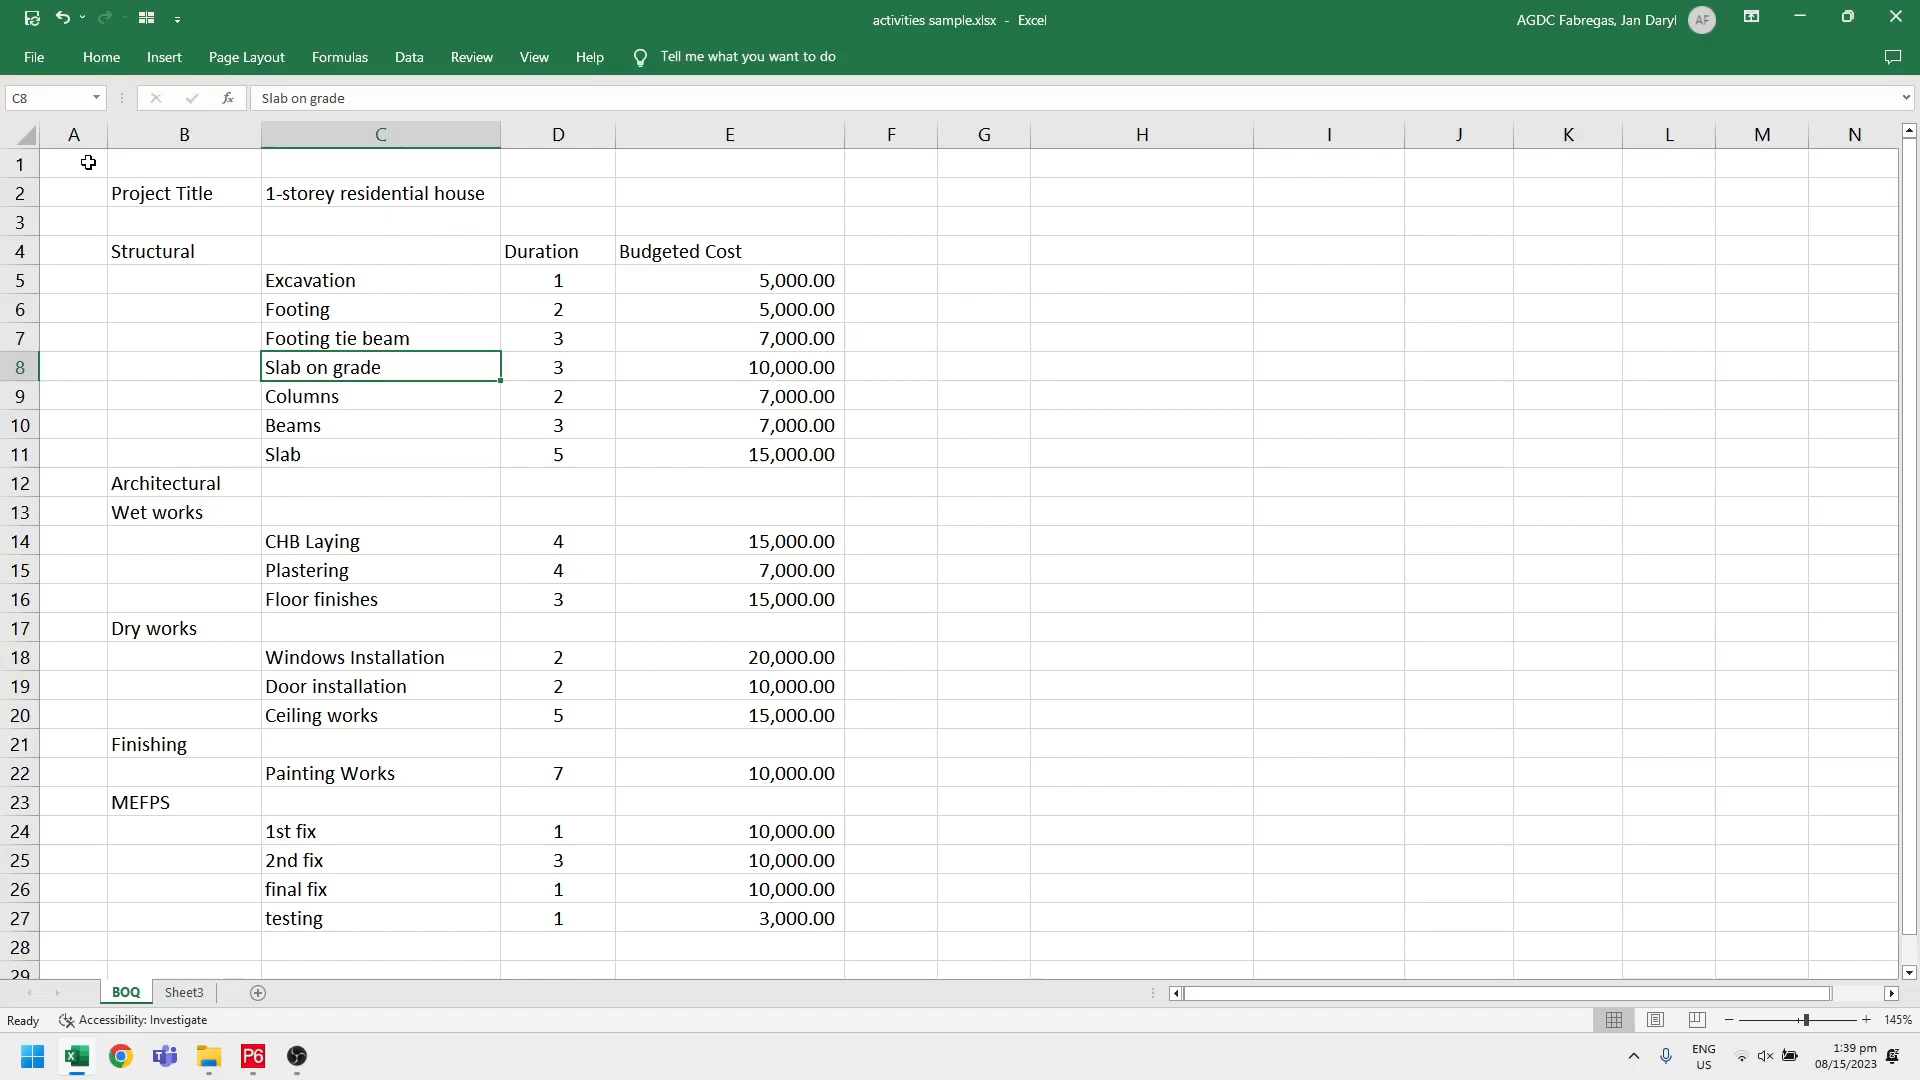 activities sample.xlsx - Excel
AGDC Fabregas, Jan Daryl AF
File Home Insert Page Layout Formulas Data Review View Help Tell me what you want to do
C8 fx Slab on grade
A B C D E F G H I J K L M N
1
2 Project Title 1-storey residential house
3
4 Structural Duration Budgeted Cost
5 Excavation 1 5,000.00
6 Footing 2 5,000.00
7 Footing tie beam 3 7,000.00
8 Slab on grade 3 10,000.00
9 Columns 2 7,000.00
10 Beams 3 7,000.00
11 Slab 5 15,000.00
12 Architectural
13 Wet works
14 CHB Laying 4 15,000.00
15 Plastering 4 7,000.00
16 Floor finishes 3 15,000.00
17 Dry works
18 Windows Installation 2 20,000.00
19 Door installation 2 10,000.00
20 Ceiling works 5 15,000.00
21 Finishing
22 Painting Works 7 10,000.00
23 MEFPS
24 1st fix 1 10,000.00
25 2nd fix 3 10,000.00
26 final fix 1 10,000.00
27 testing 1 3,000.00
28
29
BOQ Sheet3
Ready Accessibility: Investigate 145%
P6 ENG 1:39 pm
US 08/15/2023